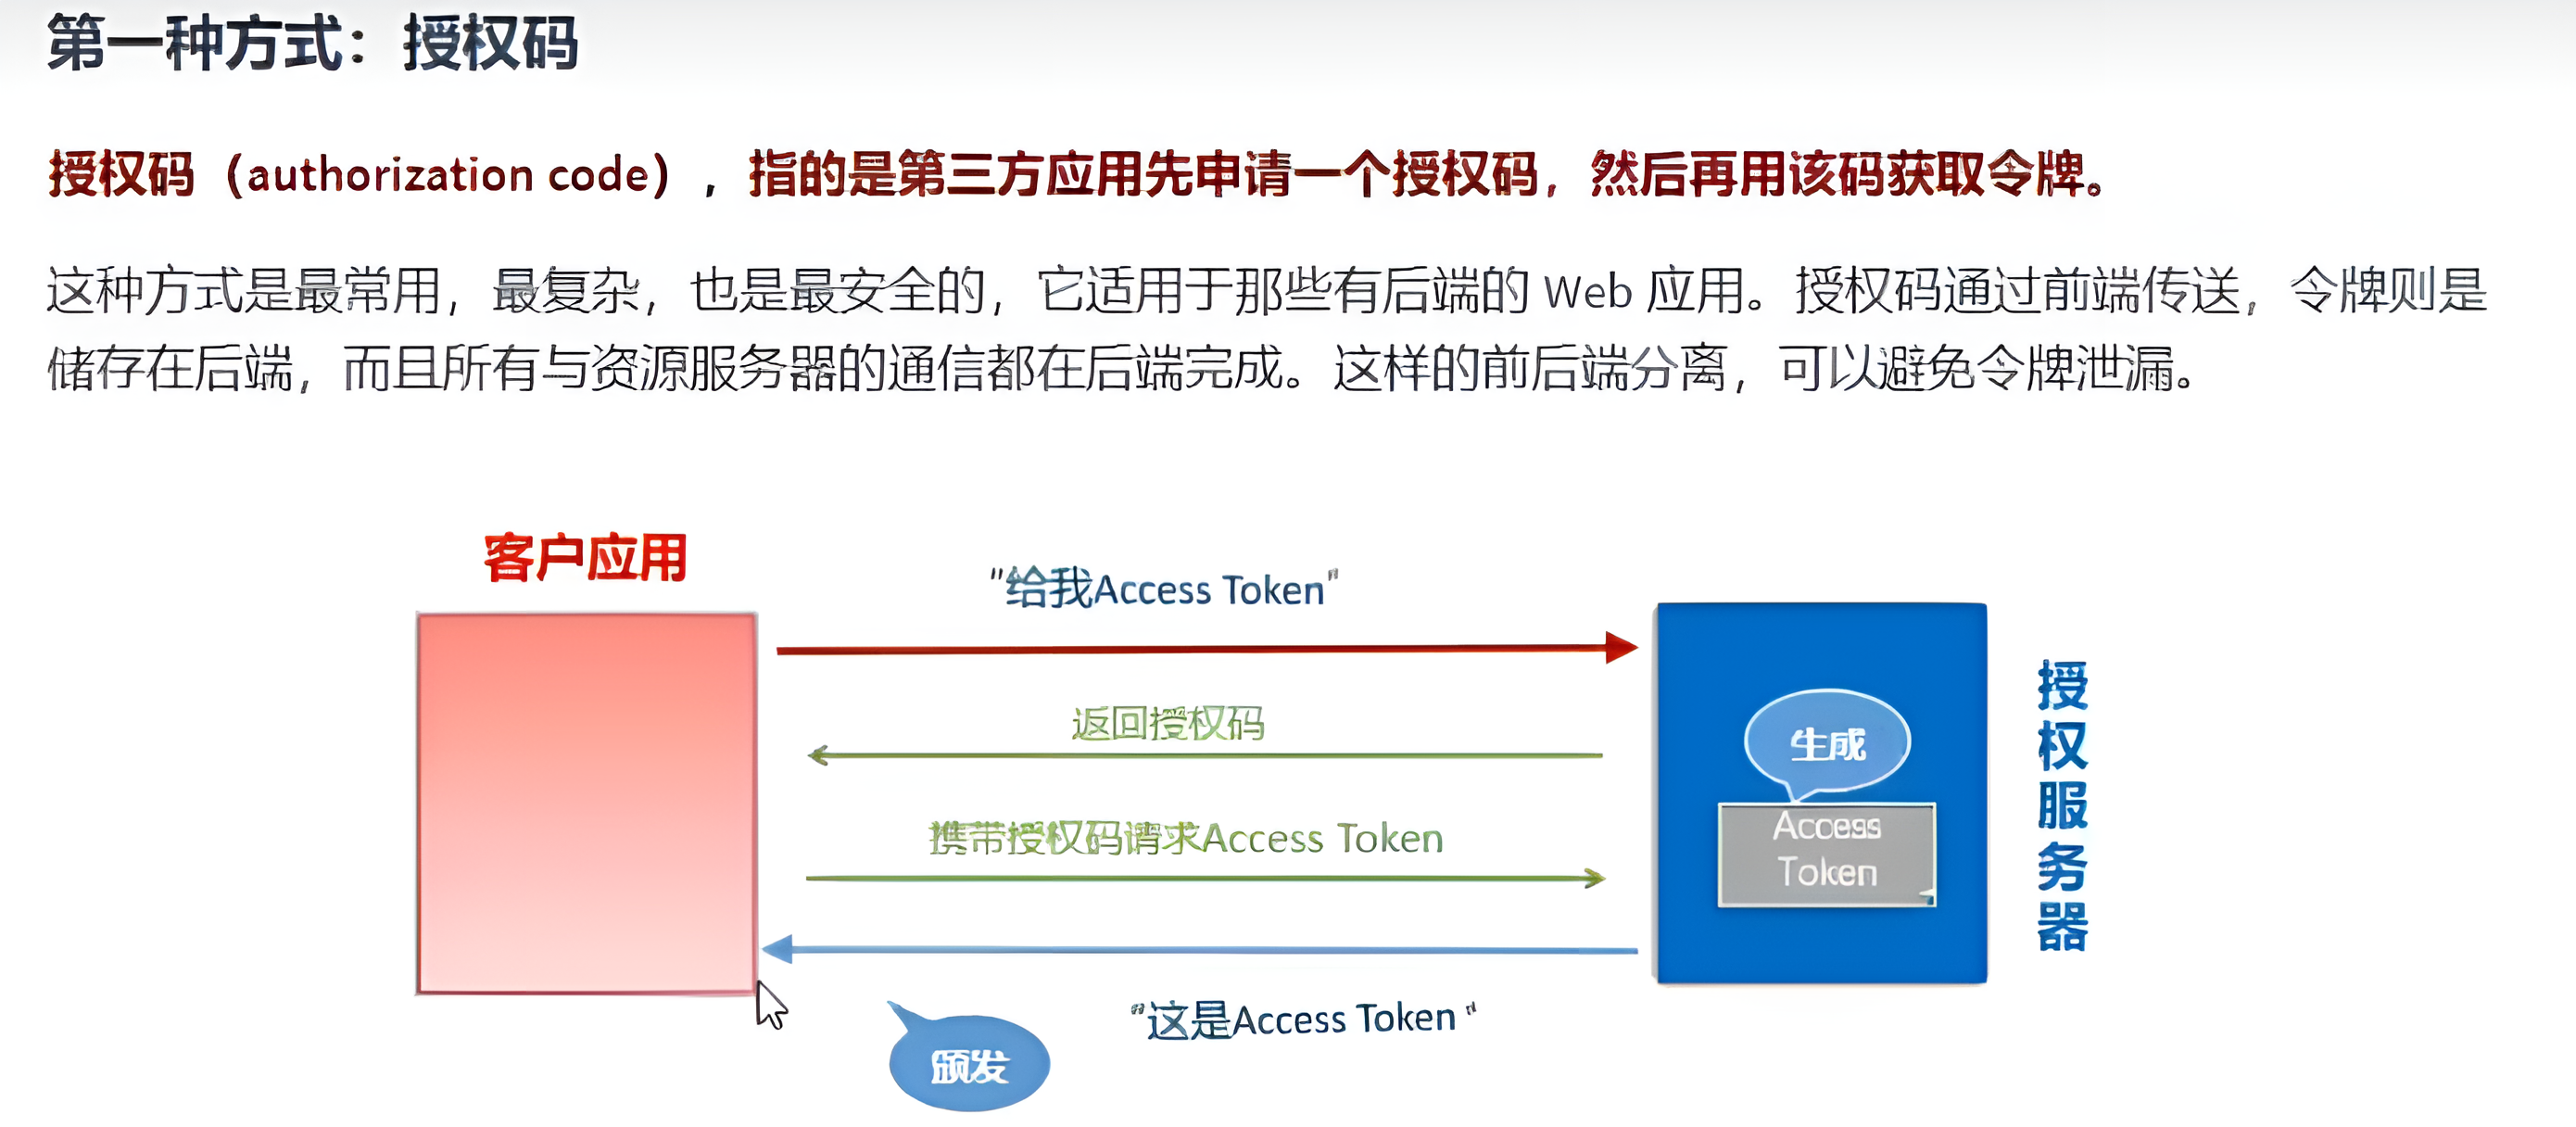 第一种方式：授权码
授权码（authorization code），指的是第三方应用先申请一个授权码，然后再用该码获取令牌。
这种方式是最常用，最复杂，也是最安全的，它适用于那些有后端的 Web 应用。授权码通过前端传送，令牌则是
储存在后端，而且所有与资源服务器的通信都在后端完成。这样的前后端分离，可以避免令牌泄漏。
客户应用
"给我Access Token"
返回授权码
携带授权码请求Access Token
"这是Access Token "
颁发
生成
Access
Token
授权服务器